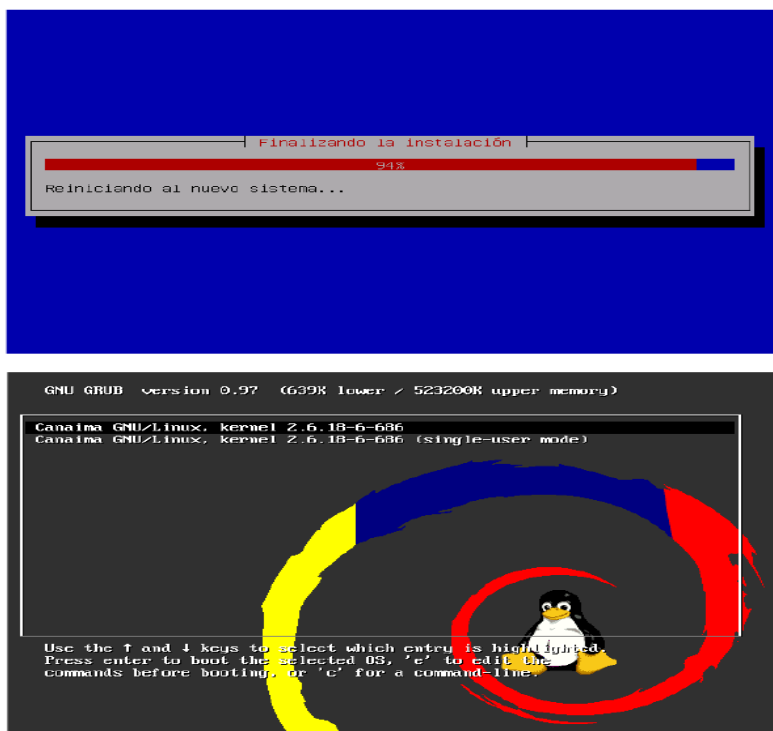 Finalizando la instalación
94%
Reiniciando al nuevo sistema...
GNU GRUB version 0.97 (639K lower / 523200K upper memory)
Canaima GNU/Linux, kernel 2.6.18-6-686
Canaima GNU/Linux, kernel 2.6.18-6-686 (single-user mode)
Use the ↑ and ↓ keys to select which entry is highlighted.
Press enter to boot the selected OS, 'e' to edit the
commands before booting, or 'c' for a command-line.